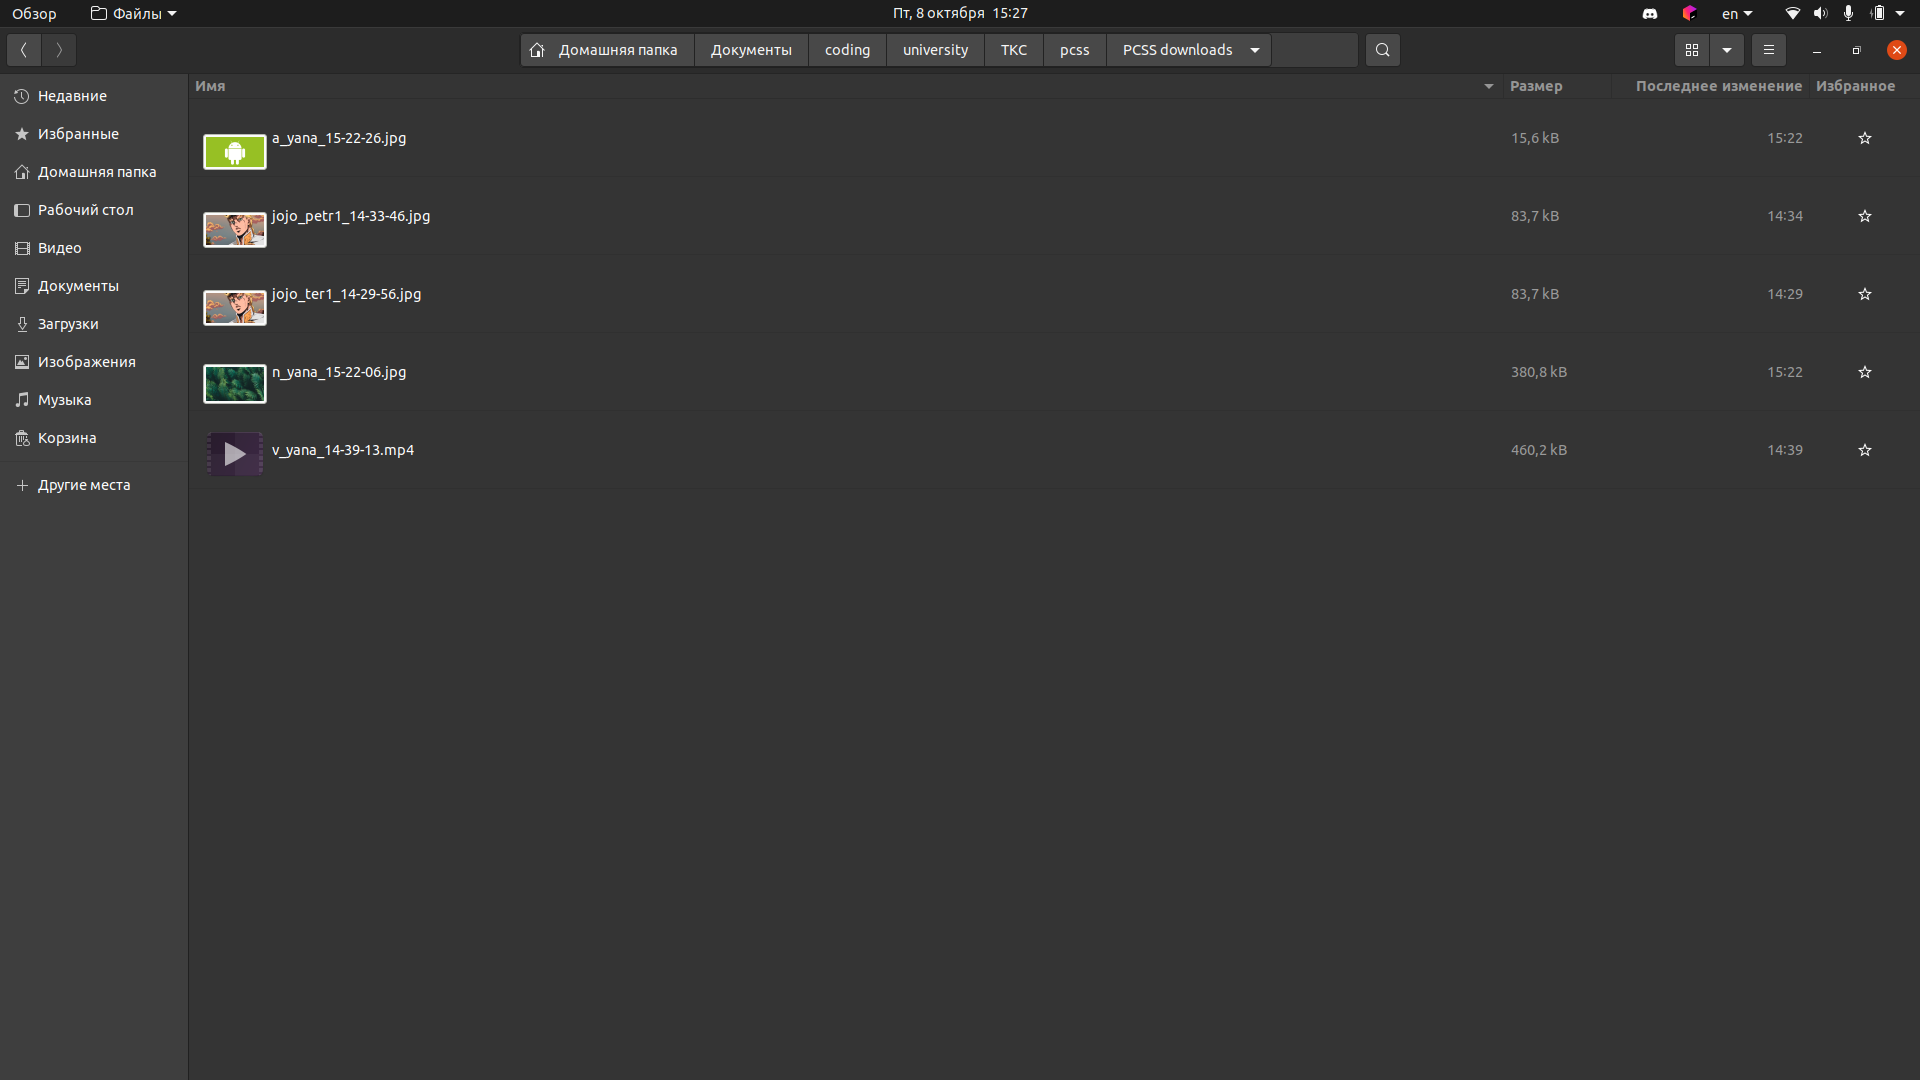 Обзор Файлы Пт, 8 октября 15:27 en
Домашняя папка Документы coding university TKC pcss PCSS downloads
Недавние
Избранные
Домашняя папка
Рабочий стол
Видео
Документы
Загрузки
Изображения
Музыка
Корзина
Другие места
Имя Размер Последнее изменение Избранное
a_yana_15-22-26.jpg 15,6 kB 15:22
jojo_petr1_14-33-46.jpg 83,7 kB 14:34
jojo_ter1_14-29-56.jpg 83,7 kB 14:29
n_yana_15-22-06.jpg 380,8 kB 15:22
v_yana_14-39-13.mp4 460,2 kB 14:39